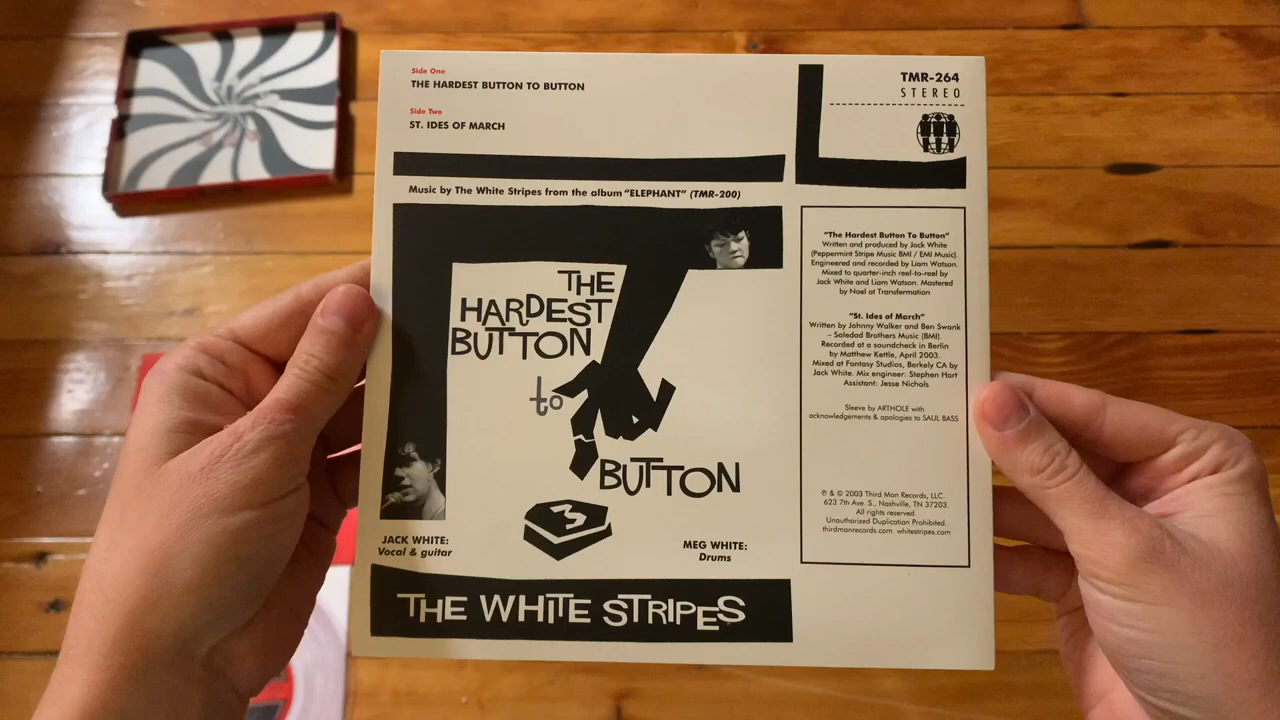 Side One
THE HARDEST BUTTON TO BUTTON
Side Two
ST. IDES OF MARCH
TMR-264
STEREO
Music by The White Stripes from the album "ELEPHANT" (TMR-200)
THE
HARDEST
BUTTON
to
BUTTON
3
JACK WHITE:
Vocal & guitar
MEG WHITE:
Drums
THE WHITE STRIPES
"The Hardest Button To Button"
Written and produced by Jack White
(Peppermint Stripe Music BMI / EMI Music).
Engineered and recorded by Liam Watson.
Mixed to quarter-inch reel-to-reel by
Jack White and Liam Watson. Mastered
by Noel at Transfermation
"St. Ides of March"
Written by Johnny Walker and Ben Swank
– Soledad Brothers Music (BMI).
Recorded at a soundcheck in Berlin
by Matthew Kettle, April 2003.
Mixed at Fantasy Studios, Berkely CA by
Jack White. Mix engineer: Stephen Hart
Assistant: Jesse Nichols
Sleeve by ARTHOLE with
acknowledgements & apologies to SAUL BASS
℗ & © 2003 Third Man Records, LLC.
623 7th Ave. S., Nashville, TN 37203.
All rights reserved.
Unauthorized Duplication Prohibited.
thirdmanrecords.com whitestripes.com